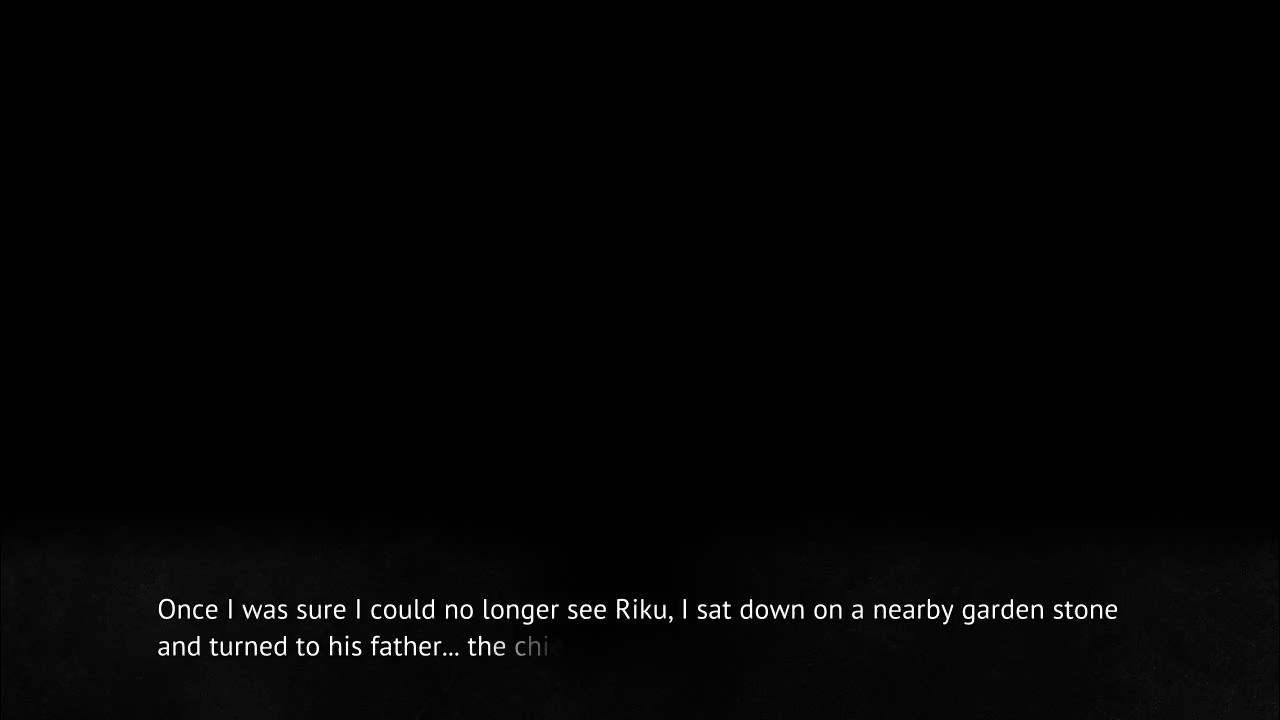 Once I was sure I could no longer see Riku, I sat down on a nearby garden stone
and turned to his father... the chi